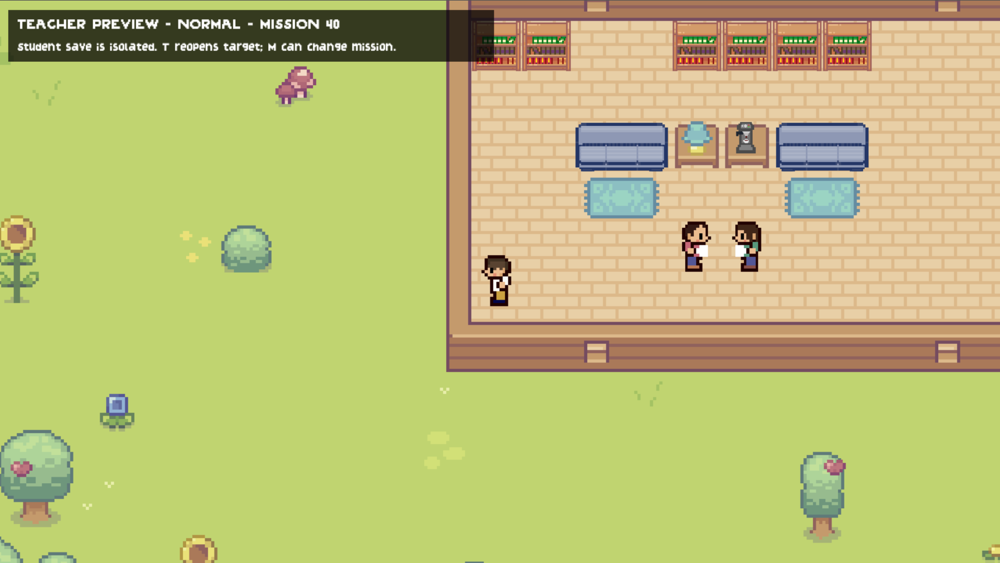 TEACHER PREVIEW - NORMAL - MISSION 40
Student save is isolated. T reopens target; M can change mission.